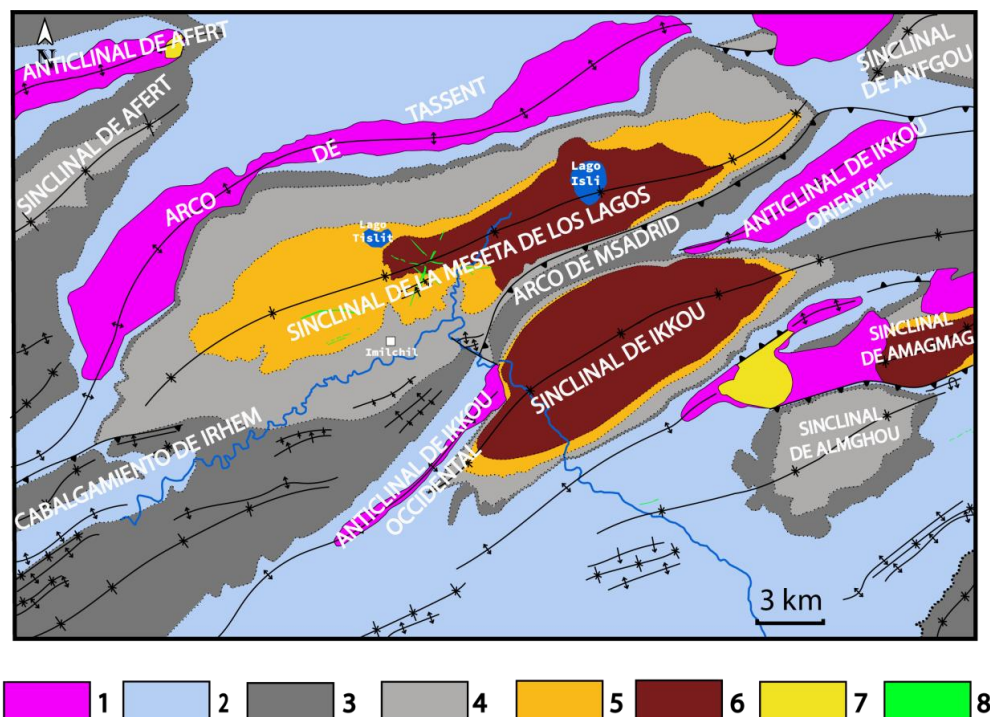 N
ANTICLINAL DE AFERT
SINCLINAL DE AFERT
ARCO DE TASSENT
SINCLINAL
DE ANFGOU
Lago
Isli
Lago
Tislit
SINCLINAL DE LA MESETA DE LOS LAGOS
ANTICLINAL DE IKKOU
ORIENTAL
ARCO DE MSADRID
Imilchil
SINCLINAL DE IKKOU
SINCLINAL
DE AMAGMAG
SINCLINAL
DE ALMGHOU
CABALGAMIENTO DE IRHEM
ANTICLINAL DE IKKOU
OCCIDENTAL
3 km
1 2 3 4 5 6 7 8